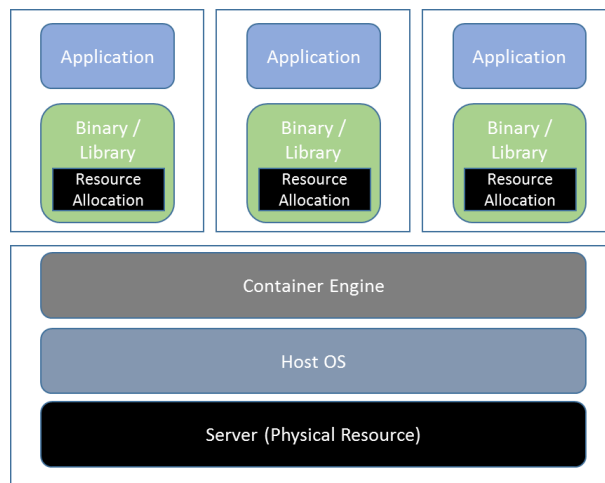 Application
Application
Application
Binary /
Library
Resource
Allocation
Binary /
Library
Resource
Allocation
Binary /
Library
Resource
Allocation
Container Engine
Host OS
Server (Physical Resource)